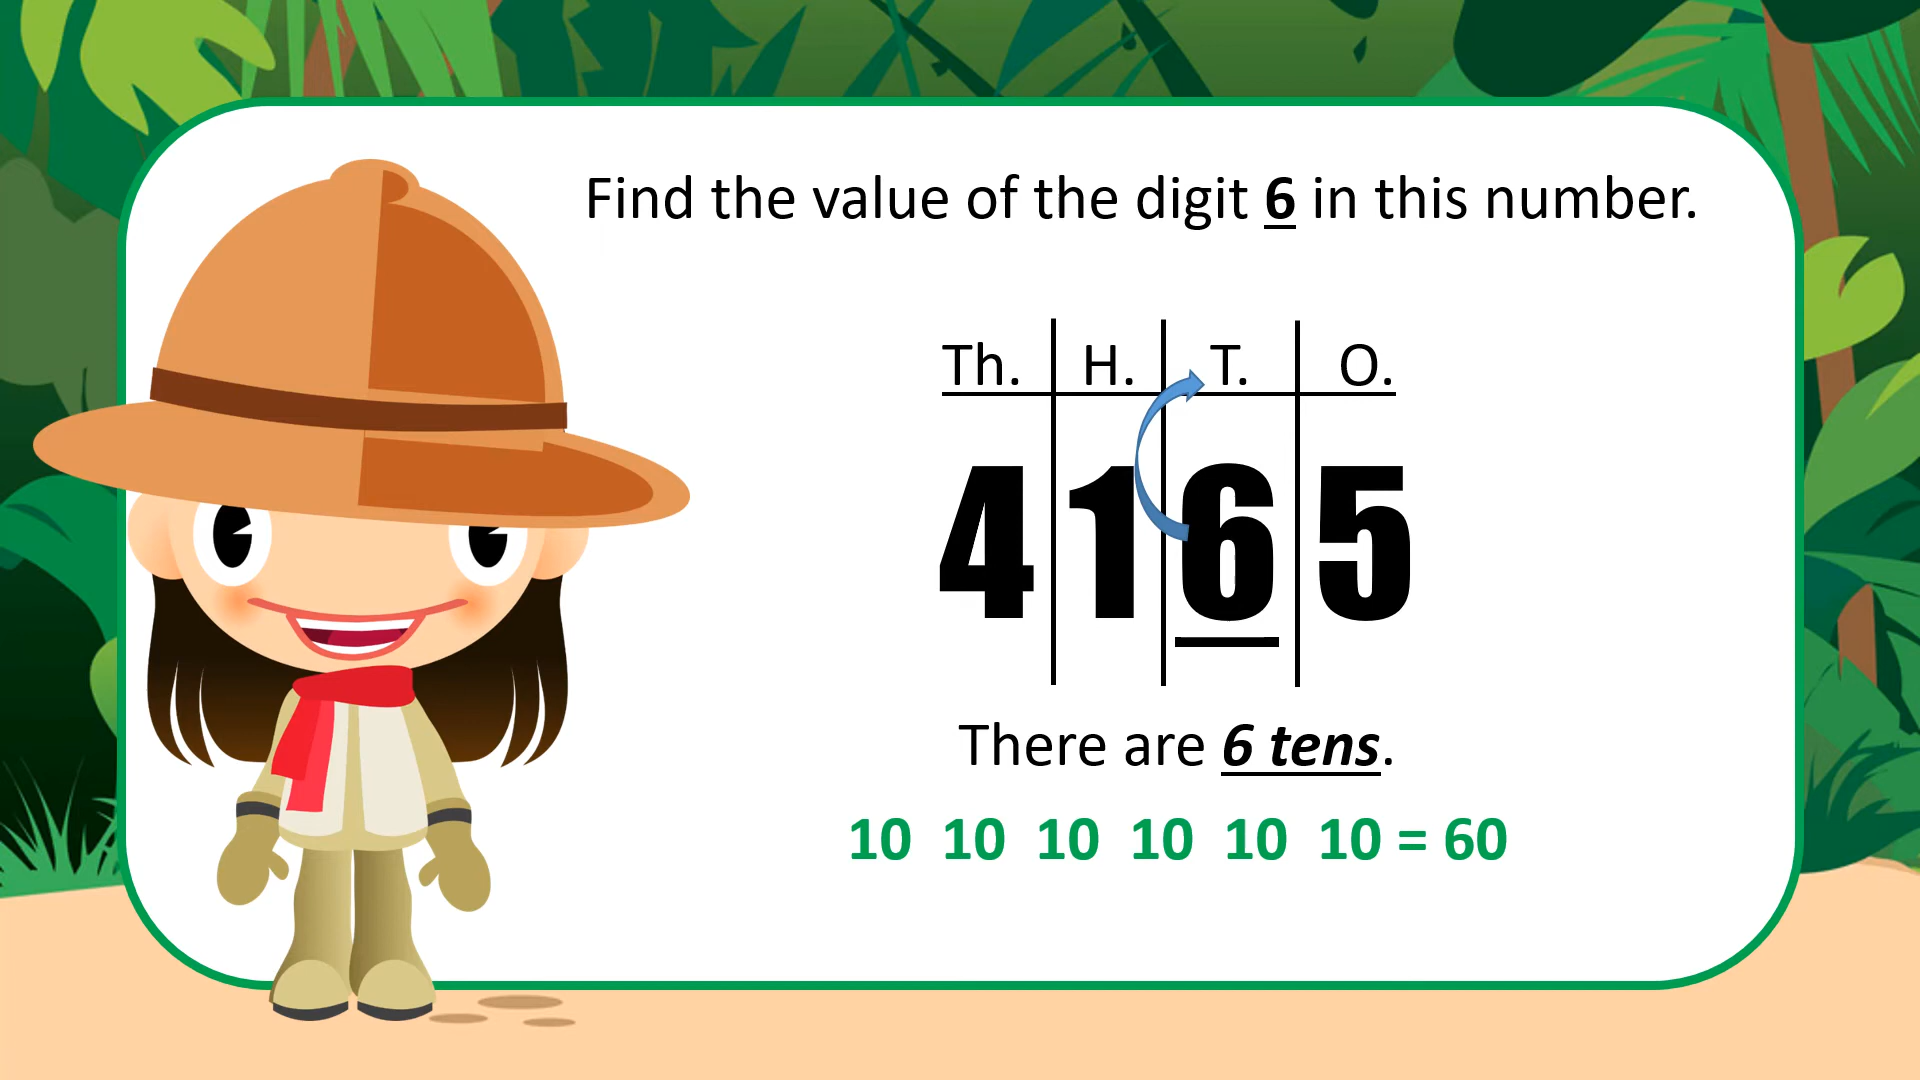 Find the value of the digit 6 in this number.
Th. H. T. O.
4 1 6 5
There are 6 tens.
10 10 10 10 10 10 = 60